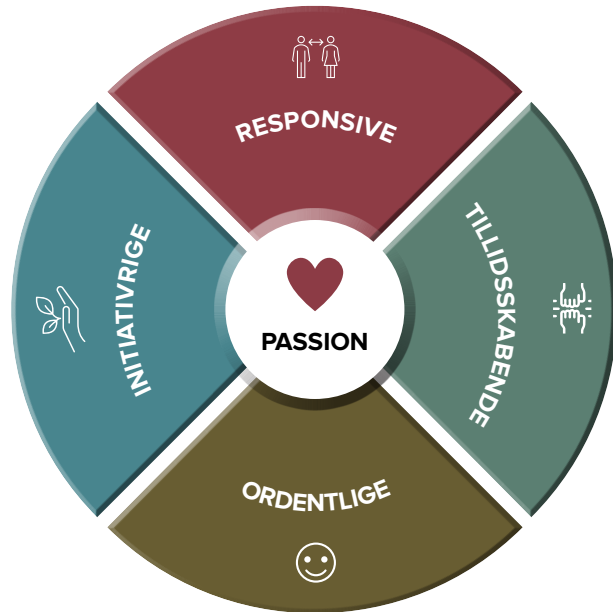 RESPONSIVE
TILLIDSSKABENDE
ORDENTLIGE
INITIATIVRIGE
PASSION